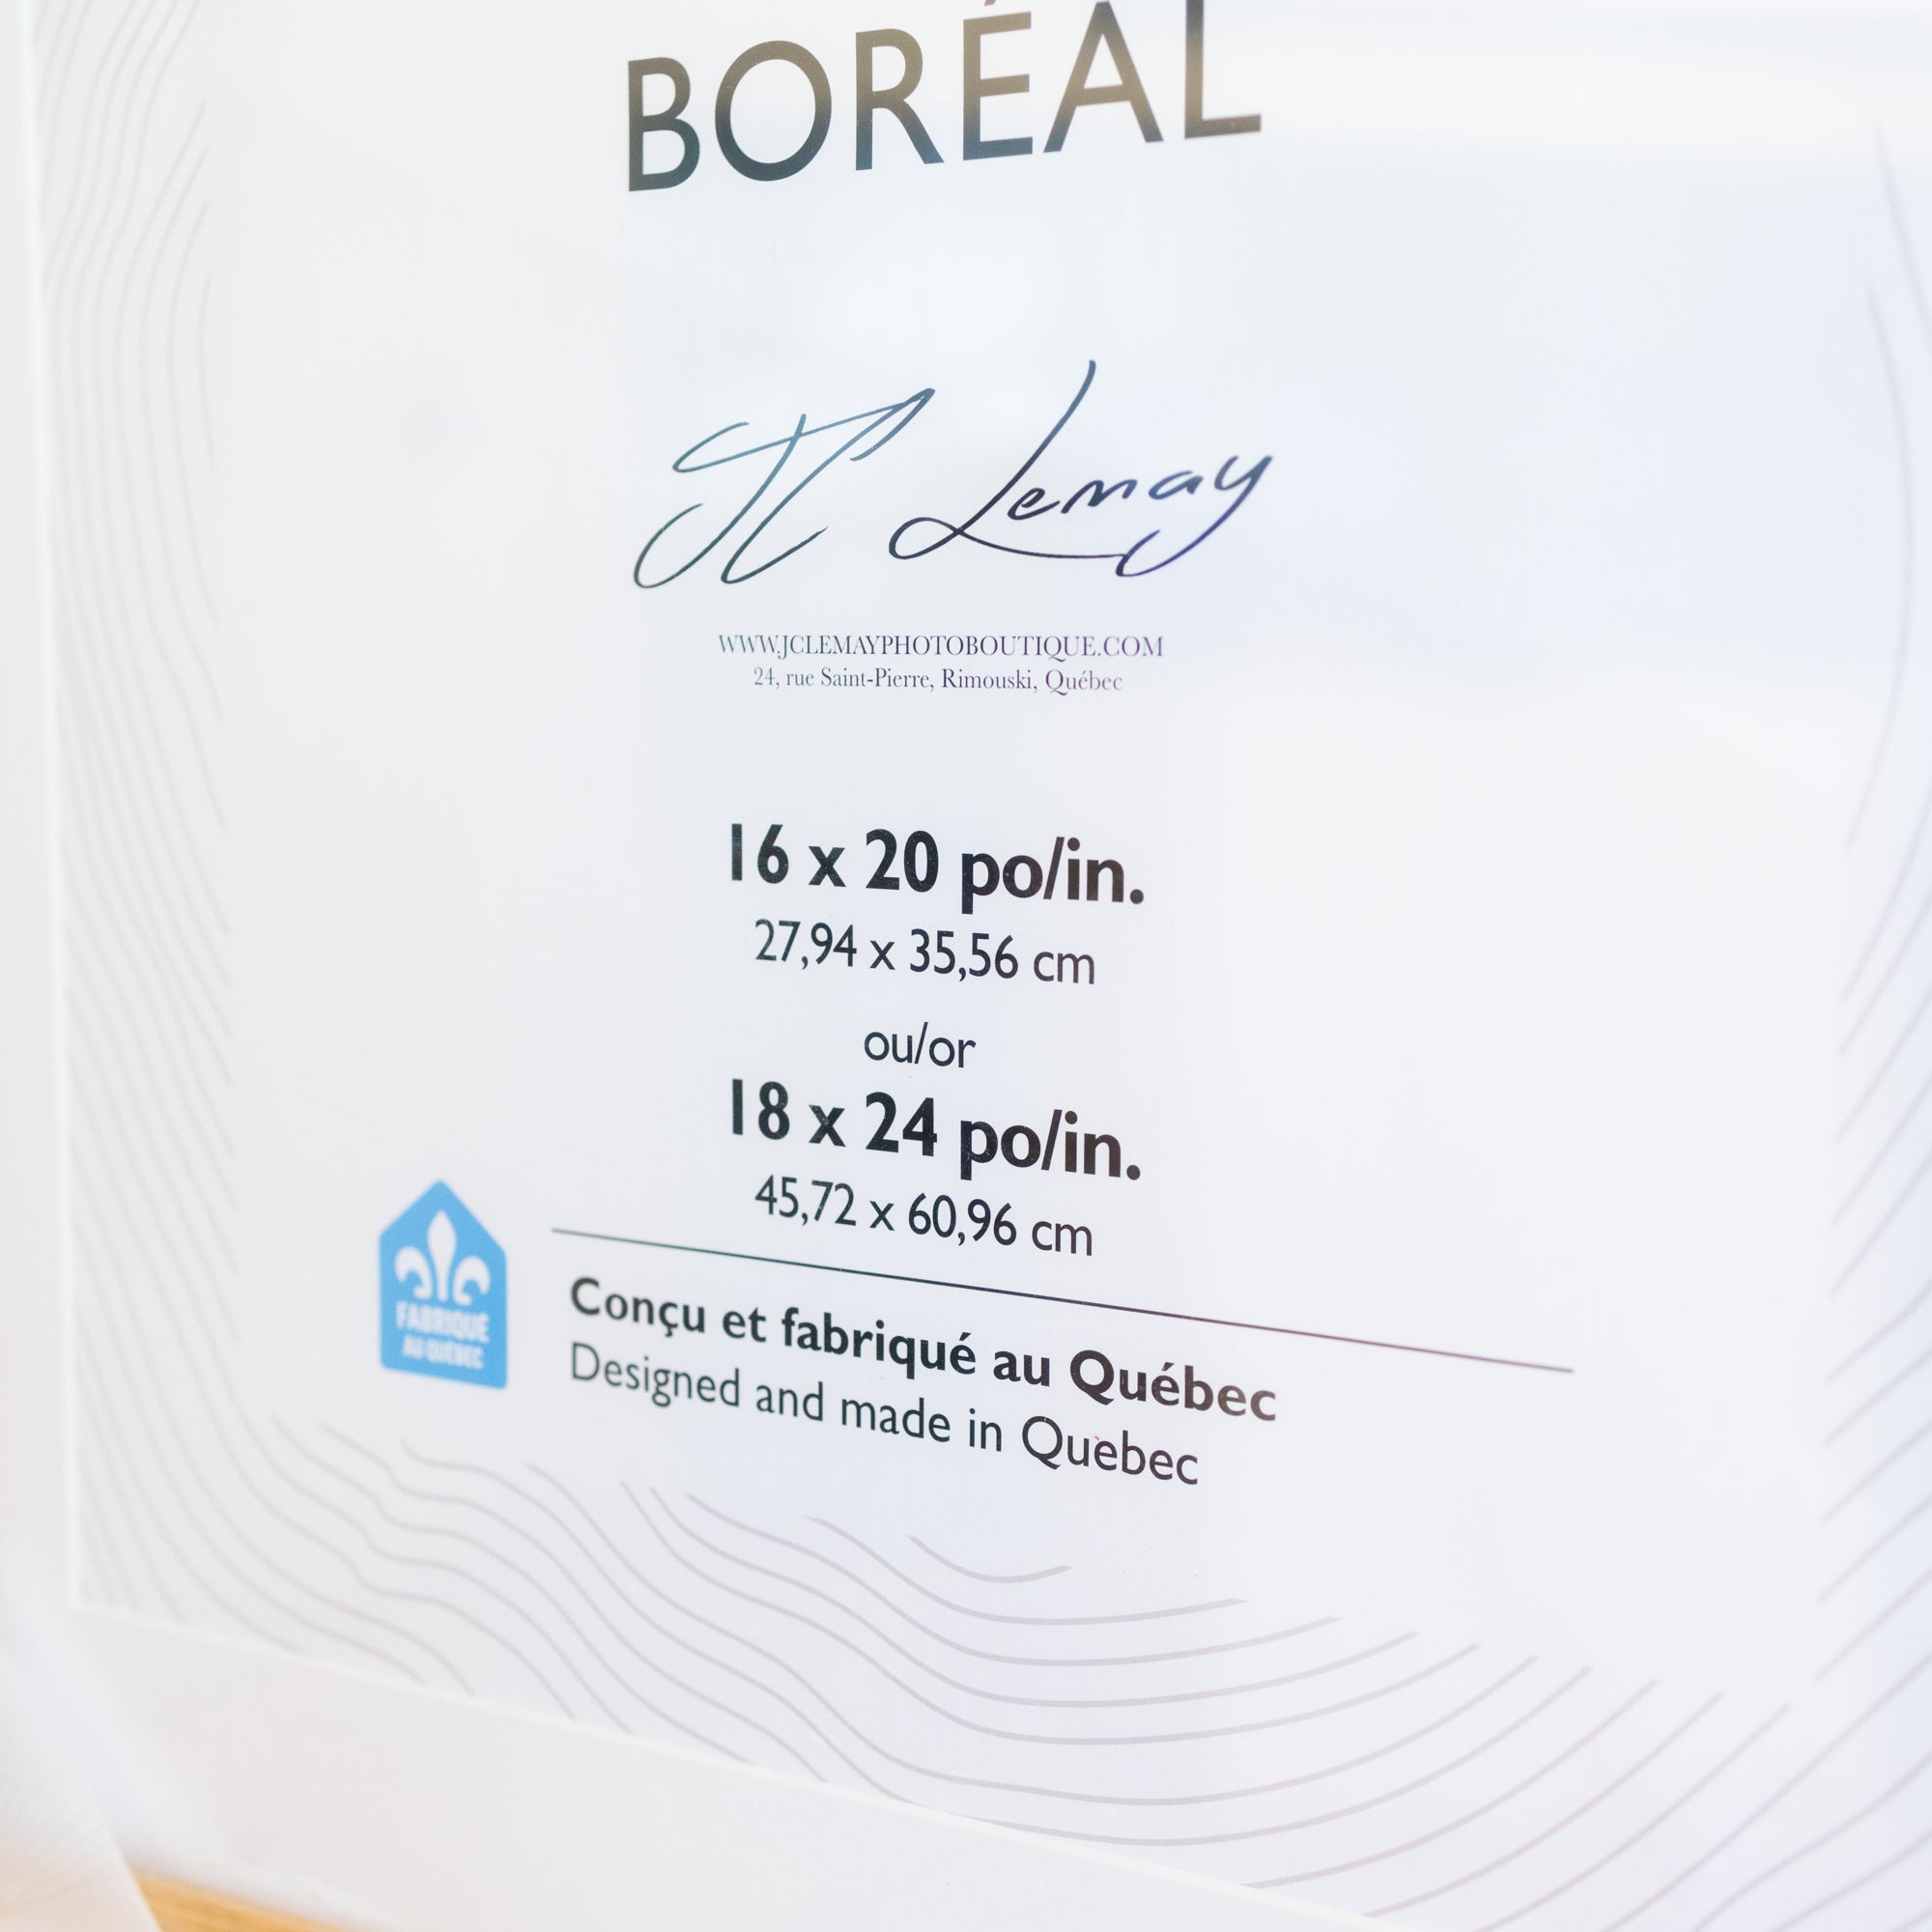 BORÉAL
JC Lemay
WWW.JCLEMAYPHOTOBOUTIQUE.COM
24, rue Saint-Pierre, Rimouski, Québec
16 x 20 po/in.
27,94 x 35,56 cm
ou/or
18 x 24 po/in.
45,72 x 60,96 cm
FABRIQUÉ
AU QUÉBEC
Conçu et fabriqué au Québec
Designed and made in Quebec